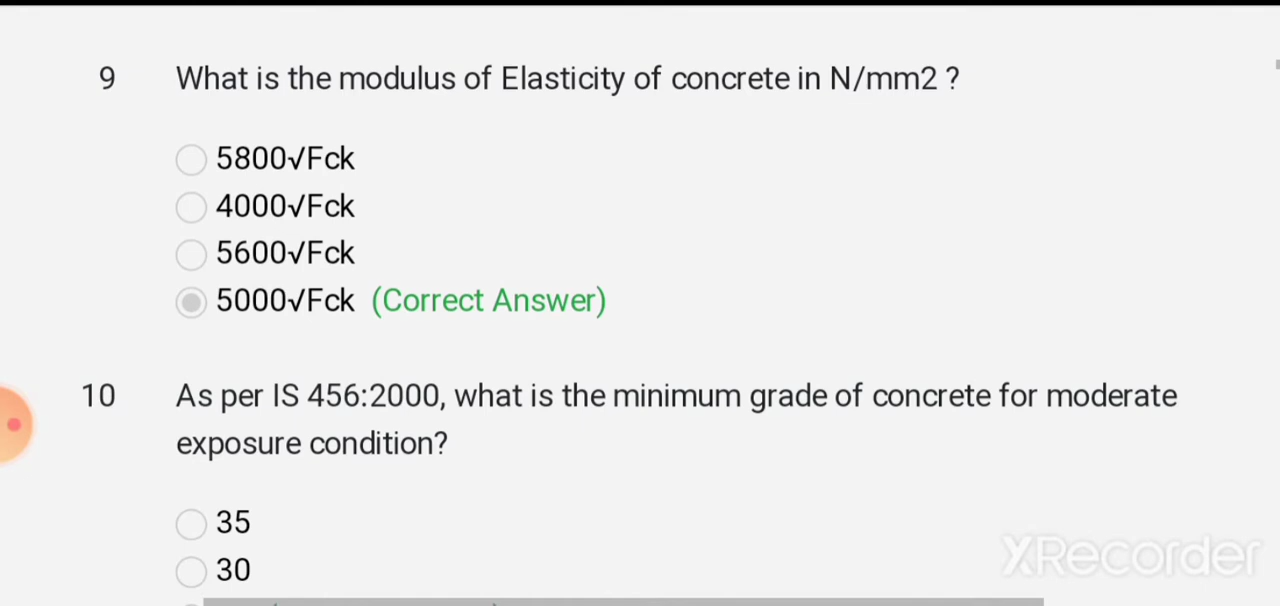 9 What is the modulus of Elasticity of concrete in N/mm2 ?
5800√Fck
4000√Fck
5600√Fck
5000√Fck (Correct Answer)
10 As per IS 456:2000, what is the minimum grade of concrete for moderate
exposure condition?
35
30
XRecorder